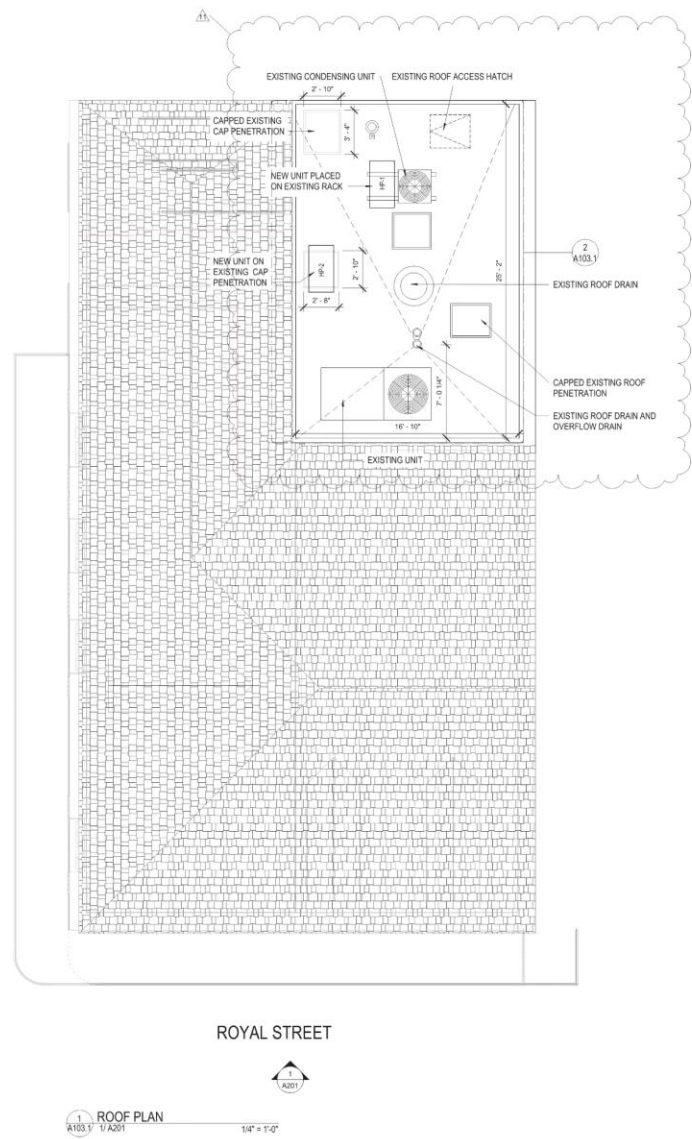 11
EXISTING CONDENSING UNIT
EXISTING ROOF ACCESS HATCH
2' - 10"
CAPPED EXISTING
CAP PENETRATION
3' - 4"
NEW UNIT PLACED
ON EXISTING RACK
HP-1
2
A103.1
NEW UNIT ON
EXISTING CAP
PENETRATION
HP-2
2' - 10"
2' - 8"
25' - 2"
EXISTING ROOF DRAIN
CAPPED EXISTING ROOF
PENETRATION
EXISTING ROOF DRAIN AND
OVERFLOW DRAIN
7' - 0 1/4"
16' - 10"
EXISTING UNIT
ROYAL STREET
1
A201
1
A103.1
ROOF PLAN
1/ A201
1/4" = 1'-0"